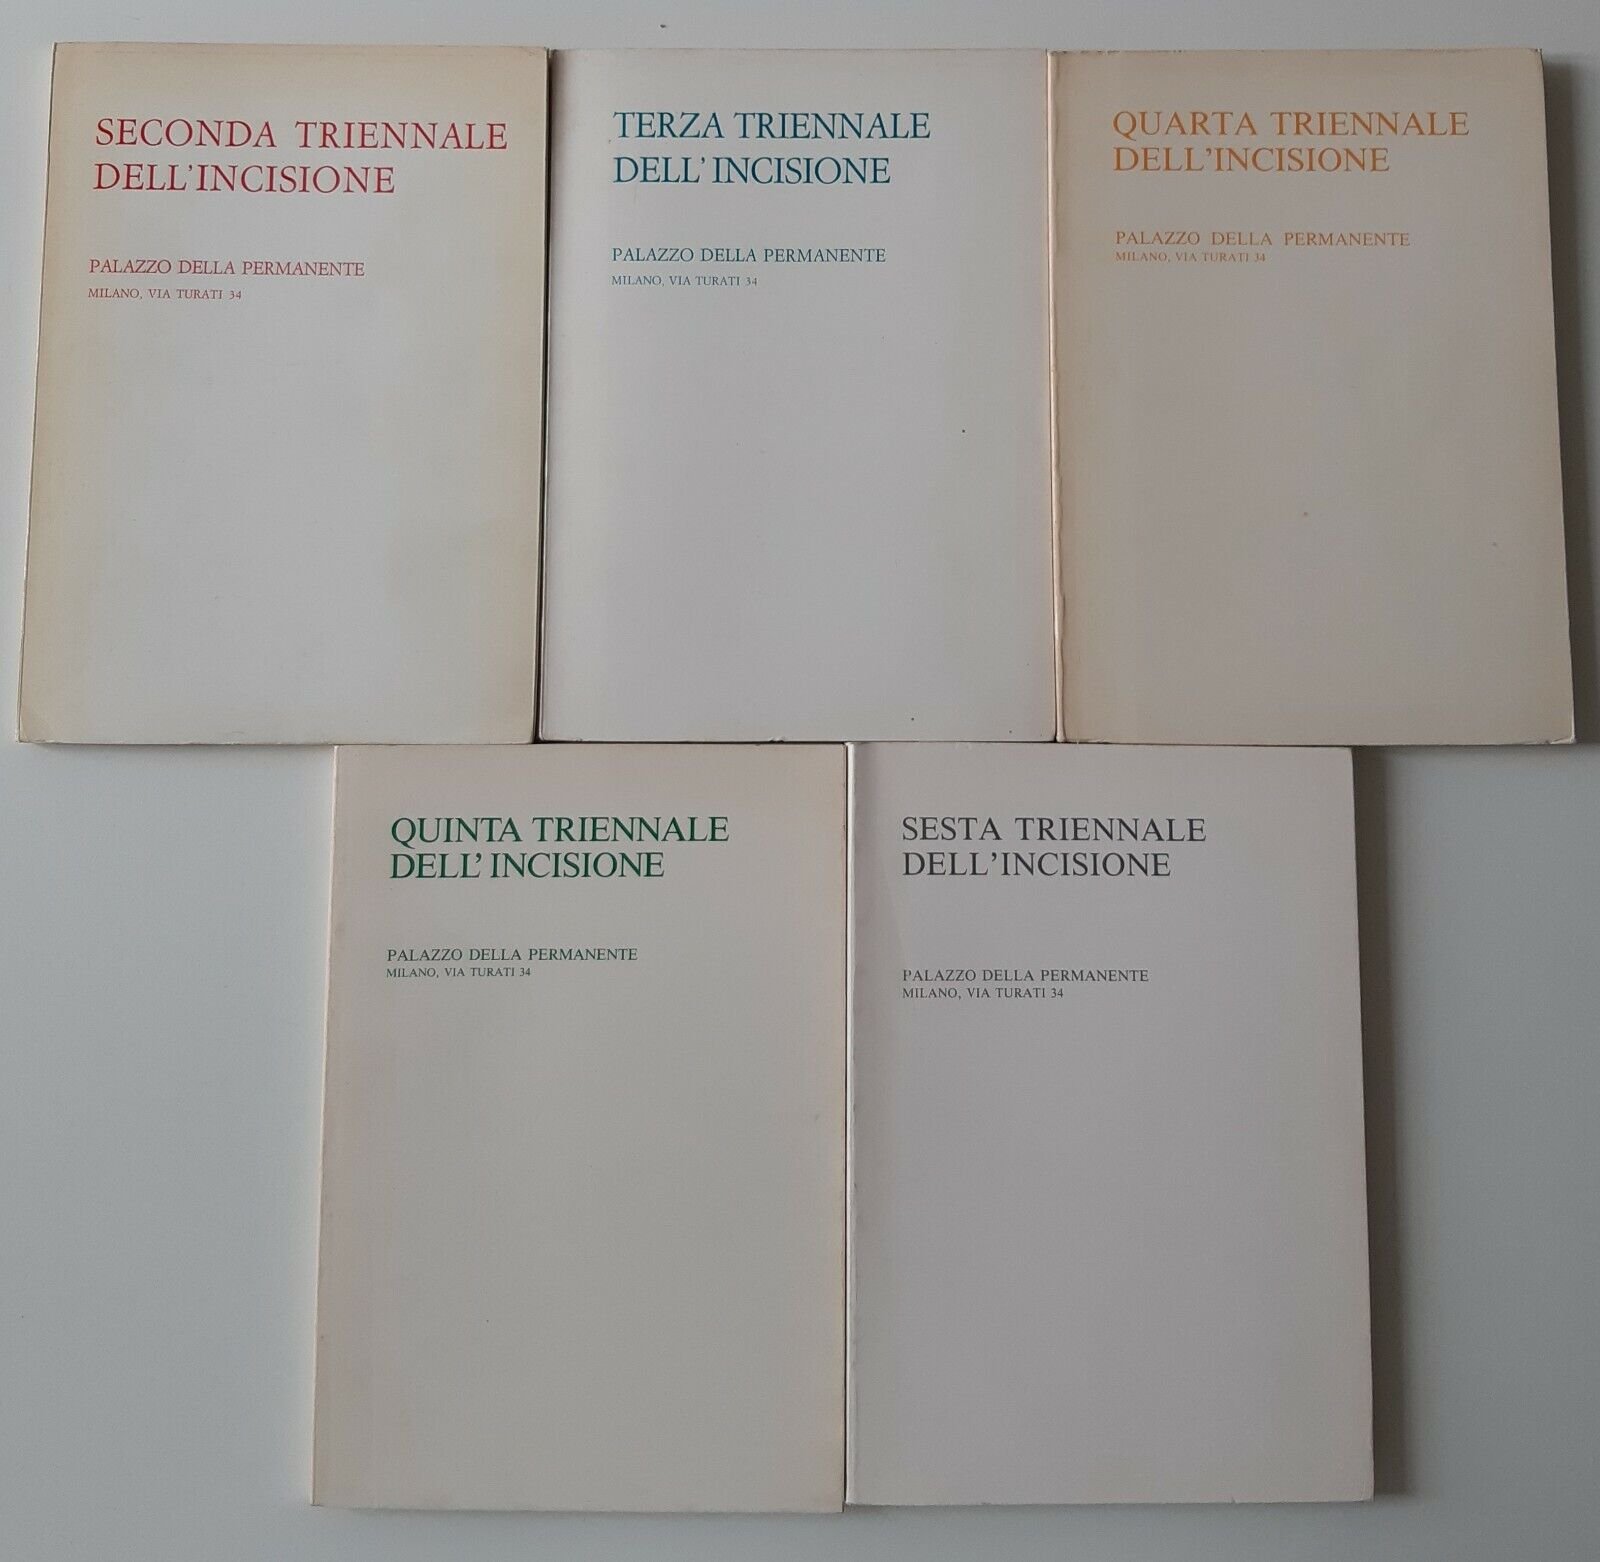 SECONDA TRIENNALE
DELL'INCISIONE
PALAZZO DELLA PERMANENTE
MILANO, VIA TURATI 34
TERZA TRIENNALE
DELL'INCISIONE
PALAZZO DELLA PERMANENTE
MILANO, VIA TURATI 34
QUARTA TRIENNALE
DELL'INCISIONE
PALAZZO DELLA PERMANENTE
MILANO, VIA TURATI 34
QUINTA TRIENNALE
DELL'INCISIONE
PALAZZO DELLA PERMANENTE
MILANO, VIA TURATI 34
SESTA TRIENNALE
DELL'INCISIONE
PALAZZO DELLA PERMANENTE
MILANO, VIA TURATI 34